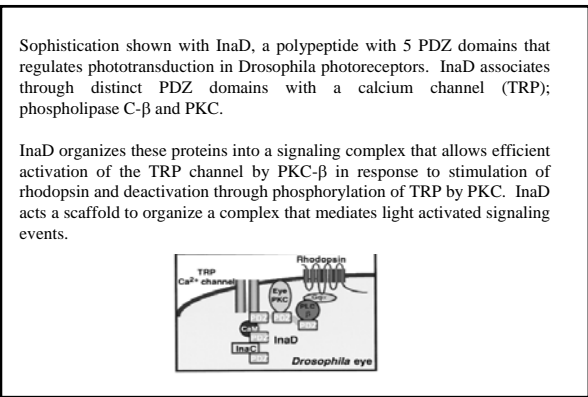 Sophistication shown with InaD, a polypeptide with 5 PDZ domains that
regulates phototransduction in Drosophila photoreceptors.  InaD associates
through distinct PDZ domains with a calcium channel (TRP);
phospholipase C-β and PKC.
InaD organizes these proteins into a signaling complex that allows efficient
activation of the TRP channel by PKC-β in response to stimulation of
rhodopsin and deactivation through phosphorylation of TRP by PKC.  InaD
acts a scaffold to organize a complex that mediates light activated signaling
events.
Rhodopsin
TRP
Ca2+ channel
Eye
PKC
PLC
β
CaM
InaD
InaC
Drosophila eye